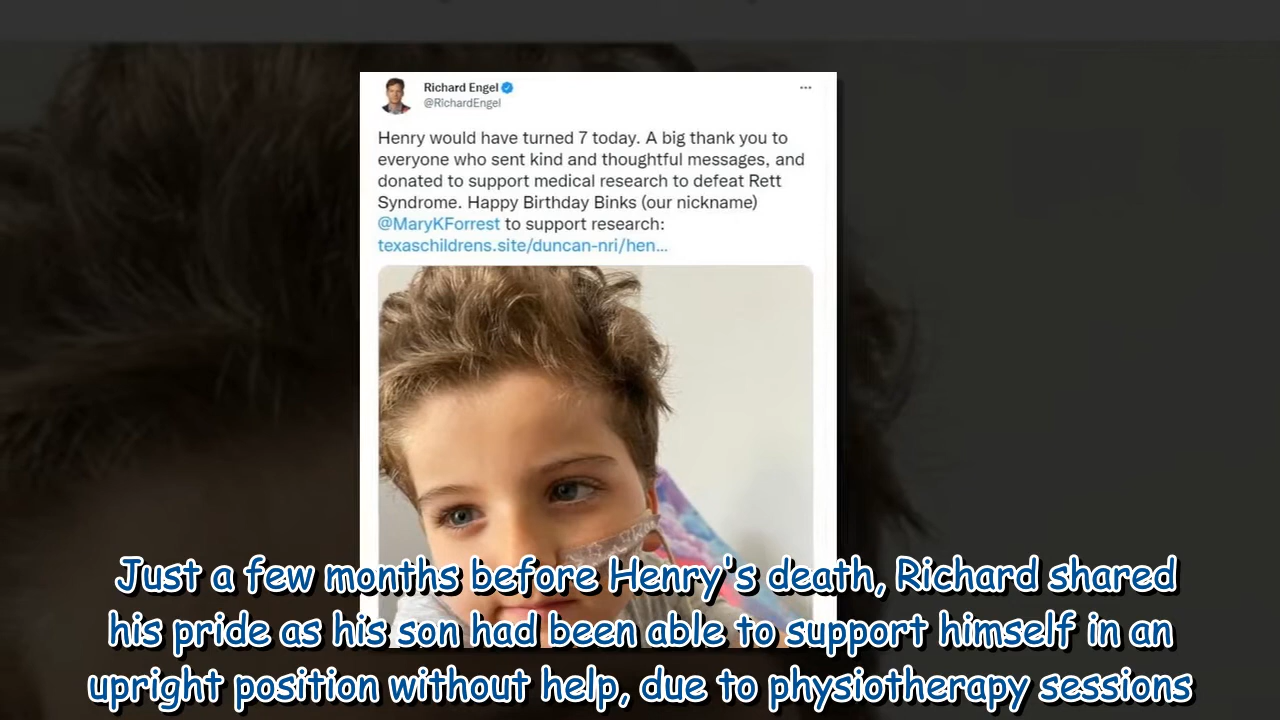 Richard Engel
@RichardEngel
Henry would have turned 7 today. A big thank you to
everyone who sent kind and thoughtful messages, and
donated to support medical research to defeat Rett
Syndrome. Happy Birthday Binks (our nickname)
@MaryKForrest to support research:
texaschildrens.site/duncan-nri/hen...
Just a few months before Henry's death, Richard shared
his pride as his son had been able to support himself in an
upright position without help, due to physiotherapy sessions